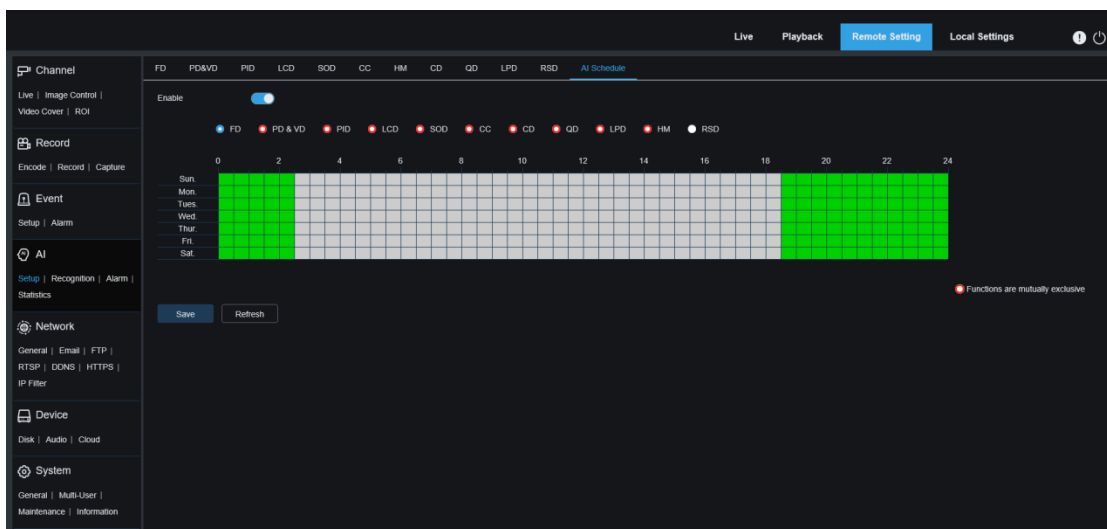 Live Playback Remote Setting Local Settings
Channel
Live | Image Control |
Video Cover | ROI
Record
Encode | Record | Capture
Event
Setup | Alarm
AI
Setup | Recognition | Alarm |
Statistics
Network
General | Email | FTP |
RTSP | DDNS | HTTPS |
IP Filter
Device
Disk | Audio | Cloud
System
General | Multi-User |
Maintenance | Information
FD PD&VD PID LCD SOD CC HM CD QD LPD RSD AI Schedule
Enable
FD PD & VD PID LCD SOD CC CD QD LPD HM RSD
0 2 4 6 8 10 12 14 16 18 20 22 24
Sun.
Mon.
Tues.
Wed.
Thur.
Fri.
Sat.
Functions are mutually exclusive
Save Refresh